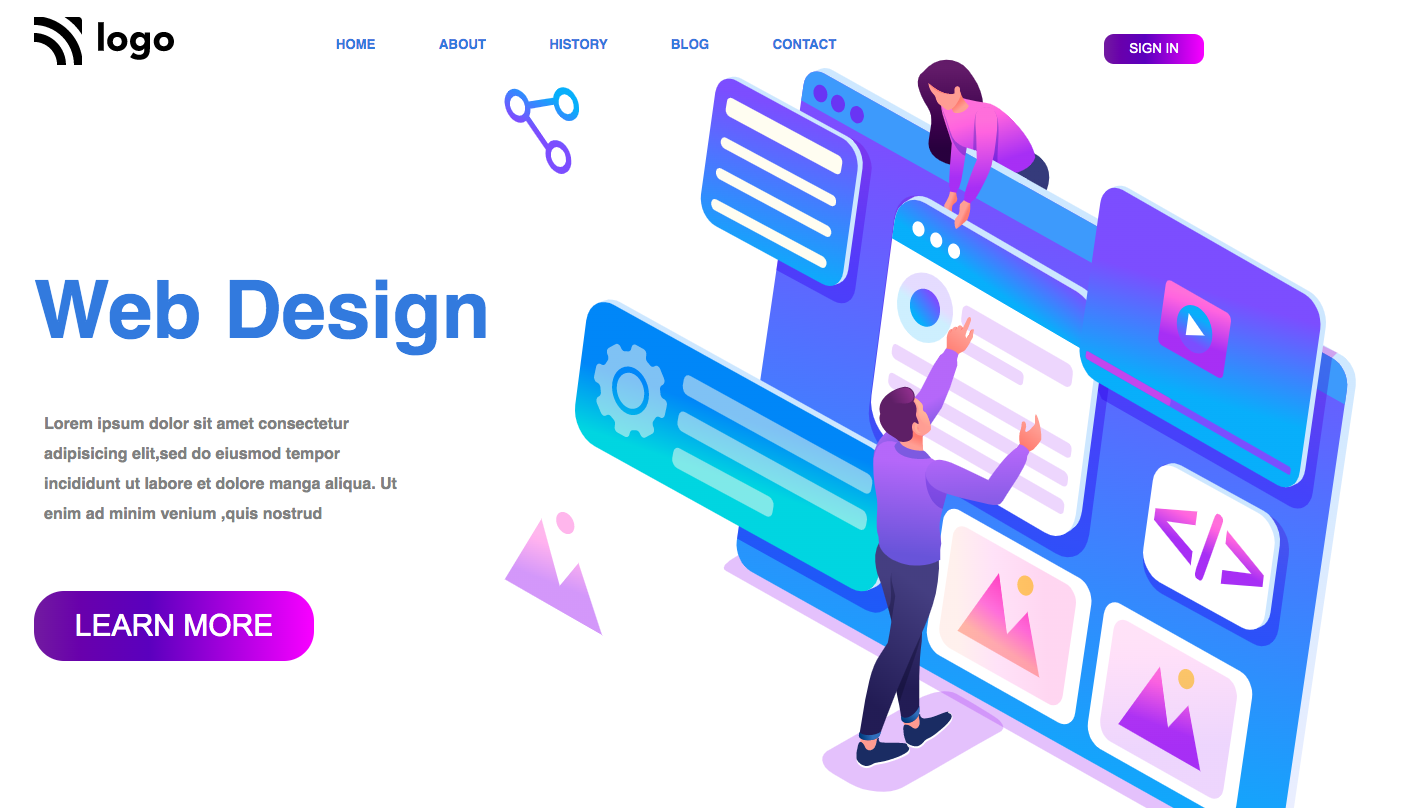 logo
HOME
ABOUT
HISTORY
BLOG
CONTACT
SIGN IN
Web Design
Lorem ipsum dolor sit amet consectetur
adipisicing elit,sed do eiusmod tempor
incididunt ut labore et dolore manga aliqua. Ut
enim ad minim venium ,quis nostrud
LEARN MORE
</>